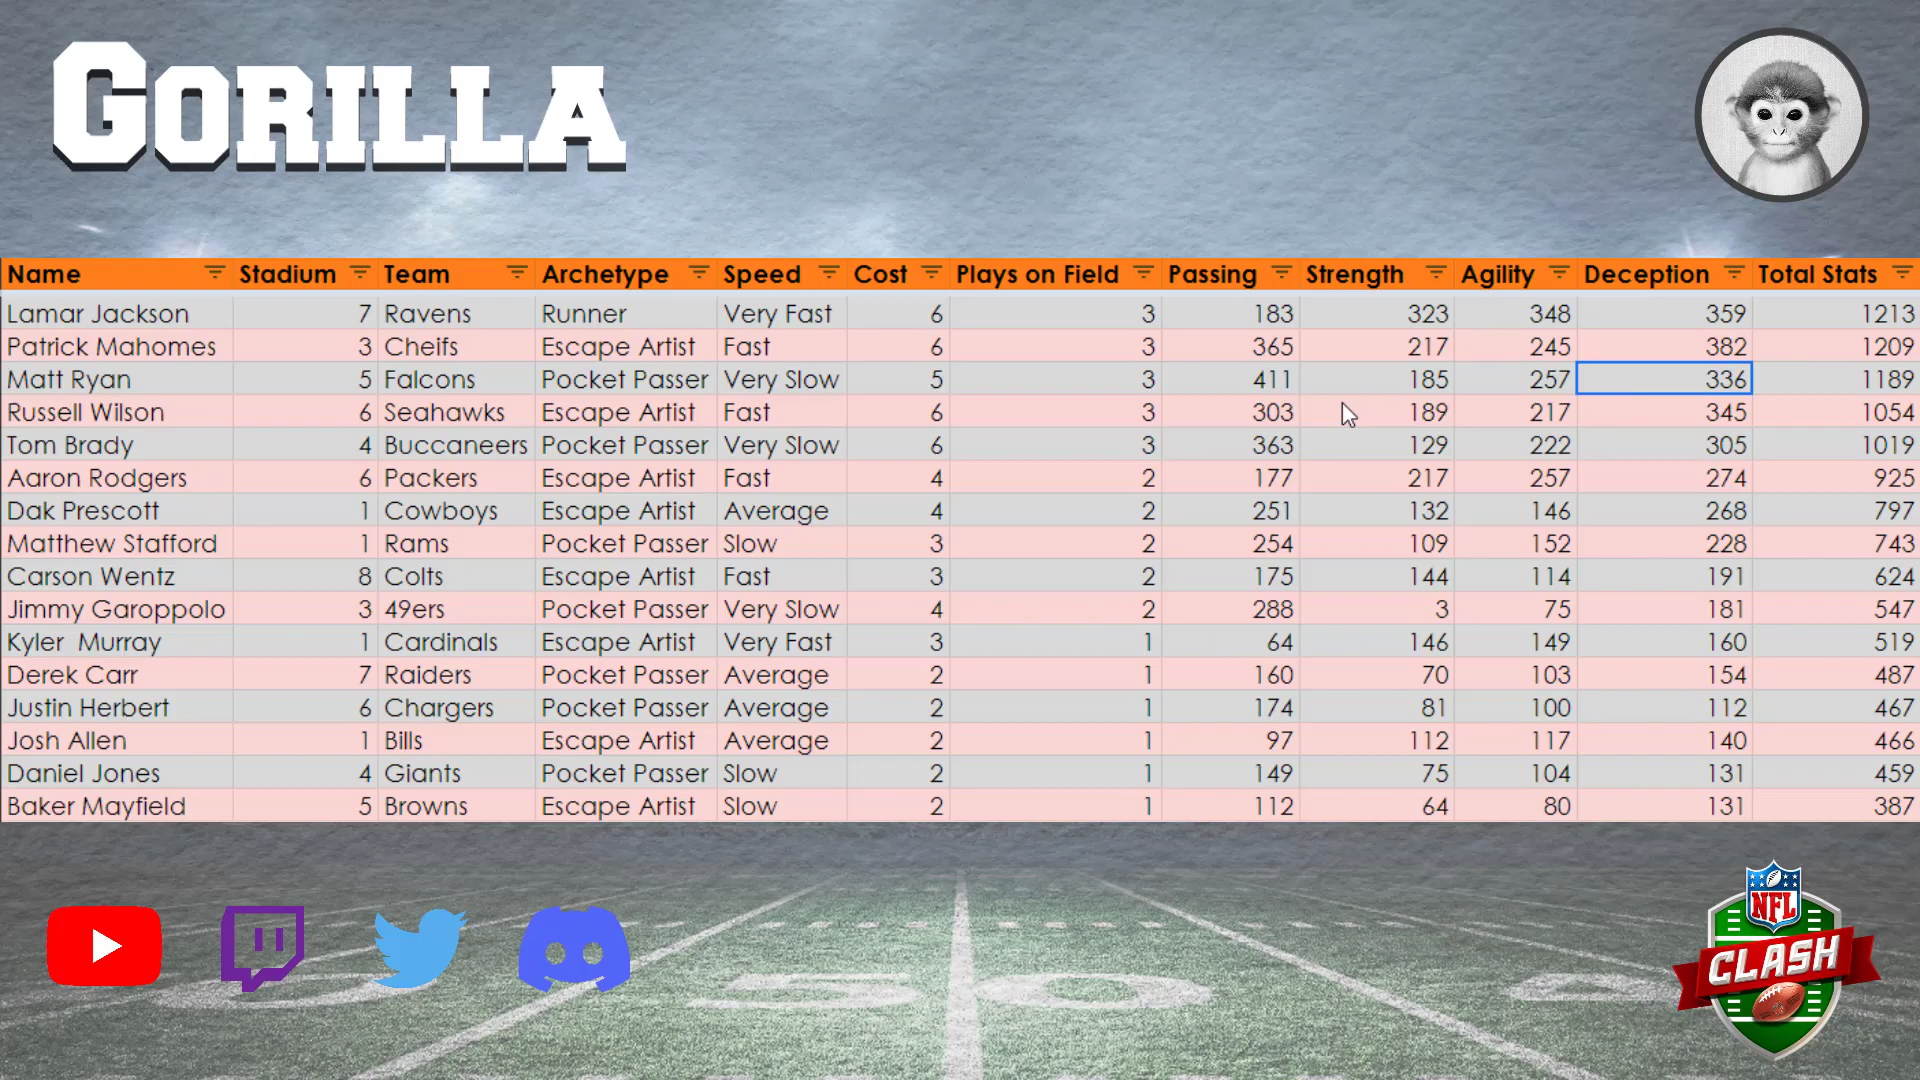 GORILLA
Name Stadium Team Archetype Speed Cost Plays on Field Passing Strength Agility Deception Total Stats
Lamar Jackson 7 Ravens Runner Very Fast 6 3 183 323 348 359 1213
Patrick Mahomes 3 Cheifs Escape Artist Fast 6 3 365 217 245 382 1209
Matt Ryan 5 Falcons Pocket Passer Very Slow 5 3 411 185 257 336 1189
Russell Wilson 6 Seahawks Escape Artist Fast 6 3 303 189 217 345 1054
Tom Brady 4 Buccaneers Pocket Passer Very Slow 6 3 363 129 222 305 1019
Aaron Rodgers 6 Packers Escape Artist Fast 4 2 177 217 257 274 925
Dak Prescott 1 Cowboys Escape Artist Average 4 2 251 132 146 268 797
Matthew Stafford 1 Rams Pocket Passer Slow 3 2 254 109 152 228 743
Carson Wentz 8 Colts Escape Artist Fast 3 2 175 144 114 191 624
Jimmy Garoppolo 3 49ers Pocket Passer Very Slow 4 2 288 3 75 181 547
Kyler Murray 1 Cardinals Escape Artist Very Fast 3 1 64 146 149 160 519
Derek Carr 7 Raiders Pocket Passer Average 2 1 160 70 103 154 487
Justin Herbert 6 Chargers Pocket Passer Average 2 1 174 81 100 112 467
Josh Allen 1 Bills Escape Artist Average 2 1 97 112 117 140 466
Daniel Jones 4 Giants Pocket Passer Slow 2 1 149 75 104 131 459
Baker Mayfield 5 Browns Escape Artist Slow 2 1 112 64 80 131 387
NFL
CLASH
50